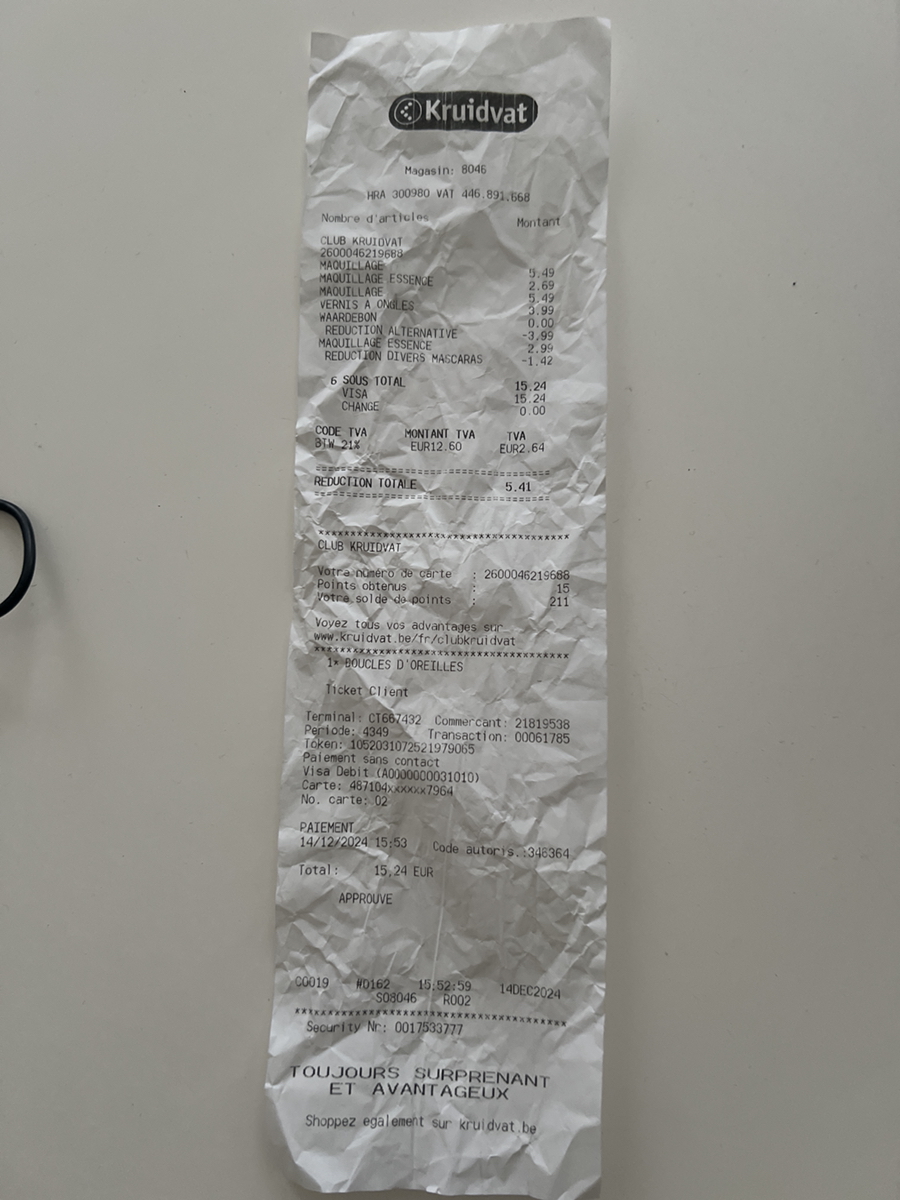 Kruidvat
Magasin: 8046
HRA 300980 VAT 446.891.668
Nombre d'articles Montant
CLUB KRUIDVAT
2600046219688
MAQUILLAGE 5.49
MAQUILLAGE ESSENCE 2.69
MAQUILLAGE 5.49
VERNIS A ONGLES 3.99
WAARDEBON 0.00
REDUCTION ALTERNATIVE -3.99
MAQUILLAGE ESSENCE 2.99
REDUCTION DIVERS MASCARAS -1.42
6 SOUS TOTAL 15.24
VISA 15.24
CHANGE 0.00
CODE TVA MONTANT TVA TVA
BTW 21% EUR12.60 EUR2.64
==================================
REDUCTION TOTALE 5.41
==================================
***************************************
CLUB KRUIDVAT
Votre numéro de carte : 2600046219688
Points obtenus : 15
Votre solde de points : 211
Voyez tous vos advantages sur
www.kruidvat.be/fr/clubkruidvat
***************************************
1* BOUCLES D'OREILLES
Ticket Client
Terminal: CT667432 Commercant: 21819538
Periode: 4349 Transaction: 00061785
Token: 1052031072521979065
Paiement sans contact
Visa Debit (A0000000031010)
Carte: 487104xxxxxx7964
No. carte: 02
PAIEMENT
14/12/2024 15:53 Code autoris.:346364
Total: 15,24 EUR
APPROUVE
C0019 #0162 15:52:59 14DEC2024
S08046 R002
***************************************
Security Nr: 0017533777
TOUJOURS SURPRENANT
ET AVANTAGEUX
Shoppez egalement sur kruidvat.be